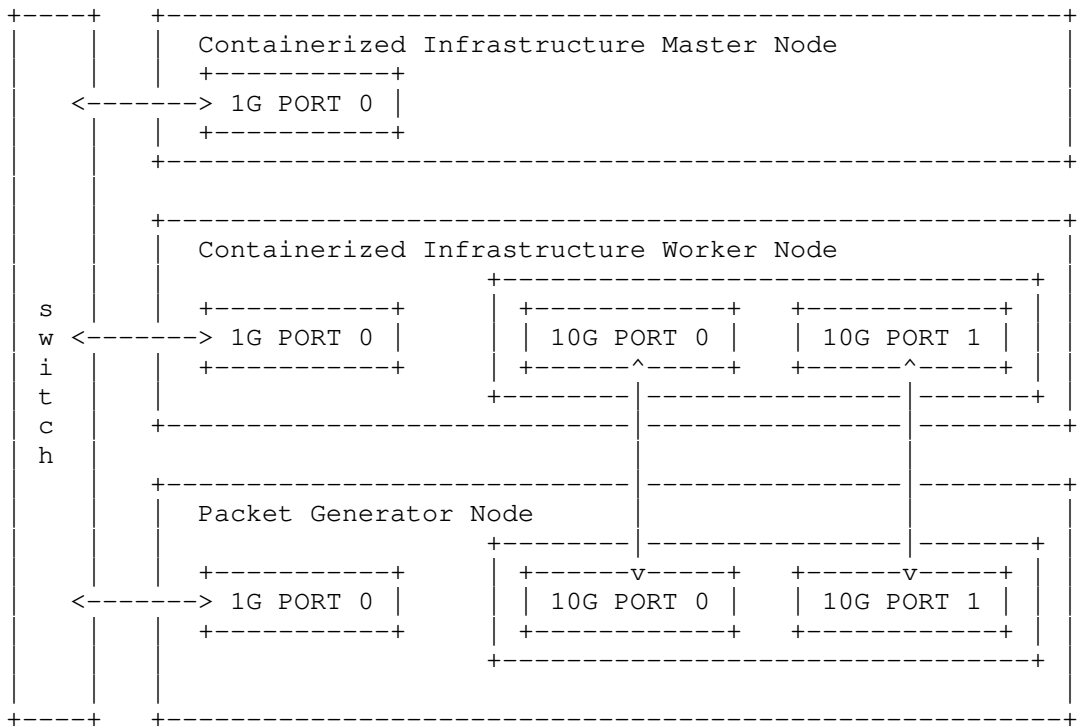 Containerized Infrastructure Master Node
1G PORT 0
Containerized Infrastructure Worker Node
1G PORT 0
10G PORT 0
10G PORT 1
switch
Packet Generator Node
1G PORT 0
10G PORT 0
10G PORT 1